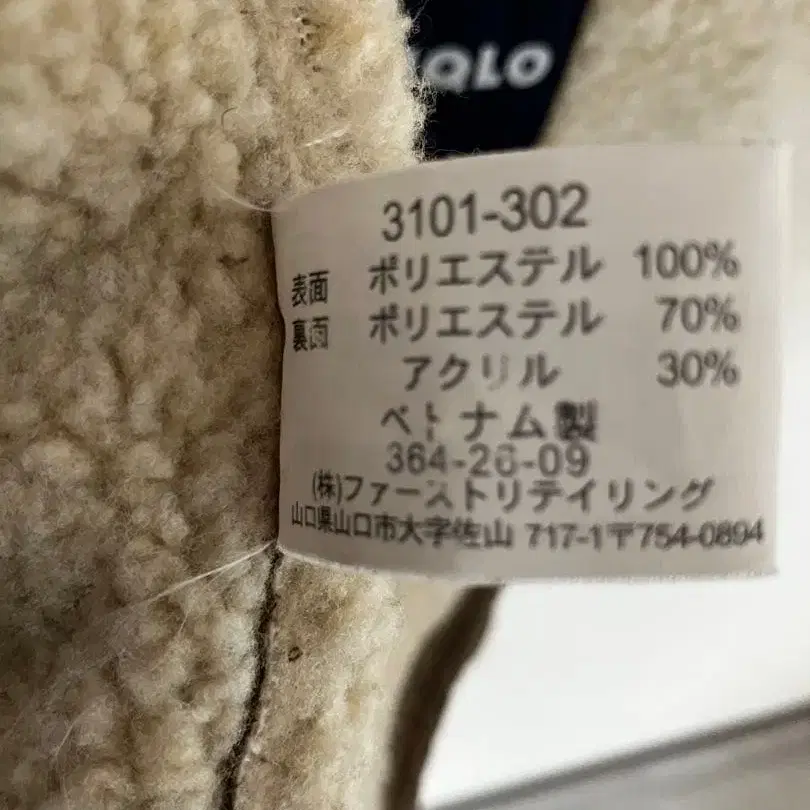 IQLO
3101-302
表面 ポリエステル 100%
裏面 ポリエステル 70%
アクリル 30%
ベトナム製
364-26-09
(株)ファーストリテイリング
山口県山口市大字佐山 717-1〒754-0894